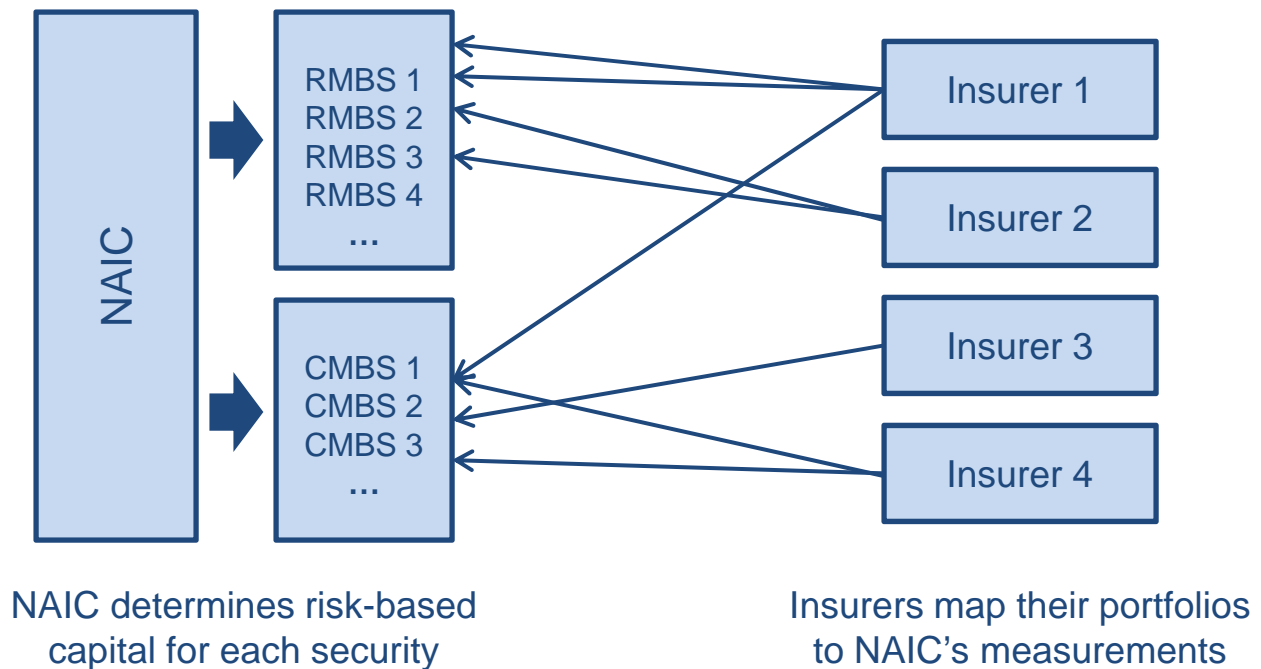 NAIC
RMBS 1
RMBS 2
RMBS 3
RMBS 4
...
CMBS 1
CMBS 2
CMBS 3
...
Insurer 1
Insurer 2
Insurer 3
Insurer 4
NAIC determines risk-based
capital for each security
Insurers map their portfolios
to NAIC's measurements